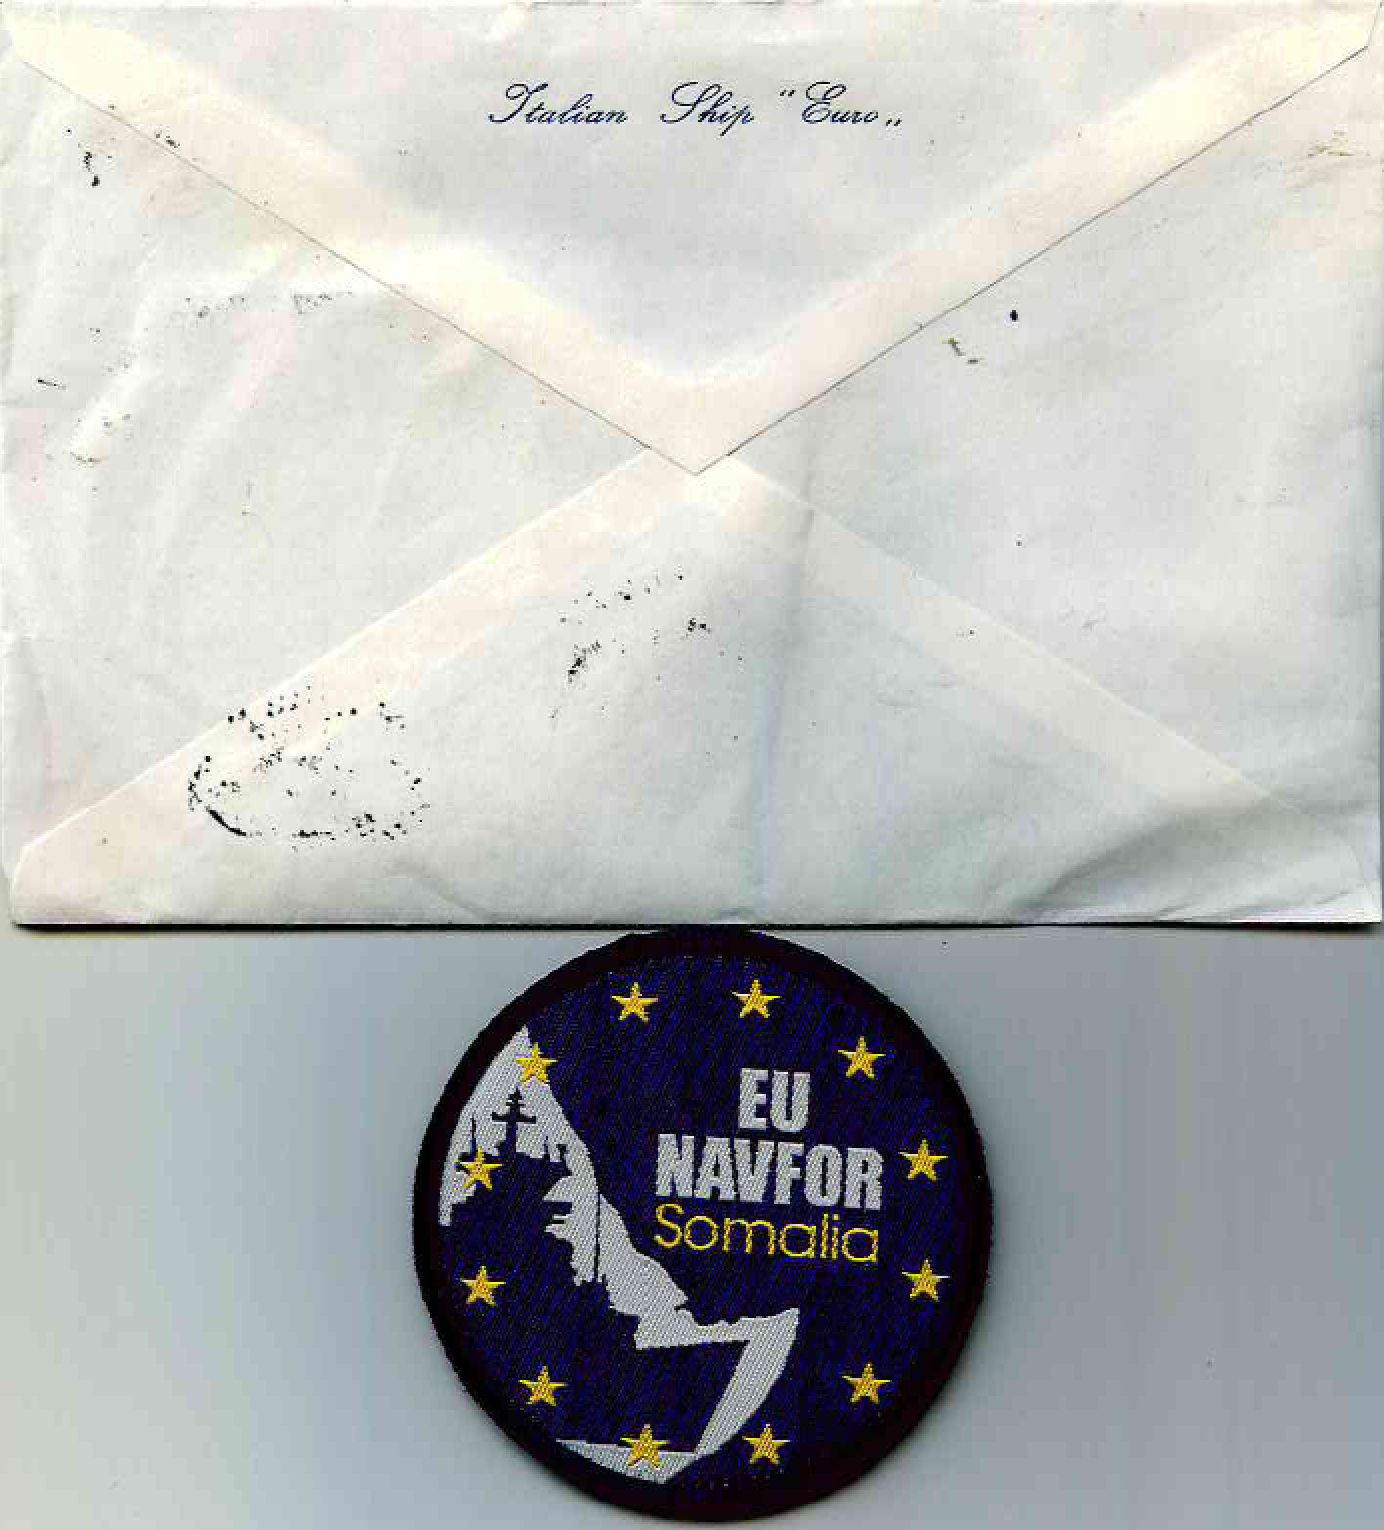 Italian Ship "Euro„
EU
NAVFOR
Somalia